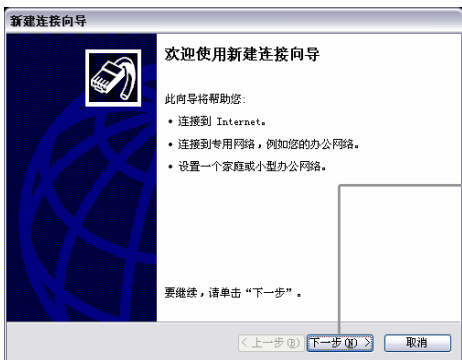 新建连接向导
欢迎使用新建连接向导
此向导将帮助您:
• 连接到 Internet。
• 连接到专用网络，例如您的办公网络。
• 设置一个家庭或小型办公网络。
要继续，请单击“下一步”。
< 上一步(B) 下一步(N) > 取消